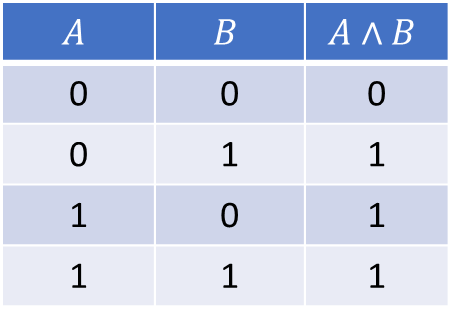 A B A ∧ B
0 0 0
0 1 1
1 0 1
1 1 1